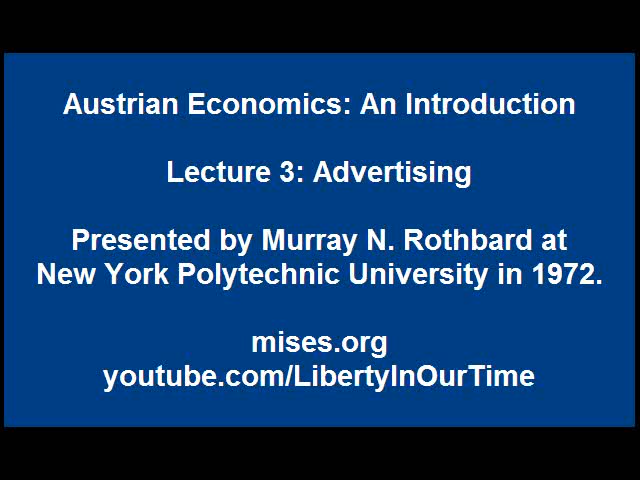 Austrian Economics: An Introduction
Lecture 3: Advertising
Presented by Murray N. Rothbard at
New York Polytechnic University in 1972.
mises.org
youtube.com/LibertyInOurTime